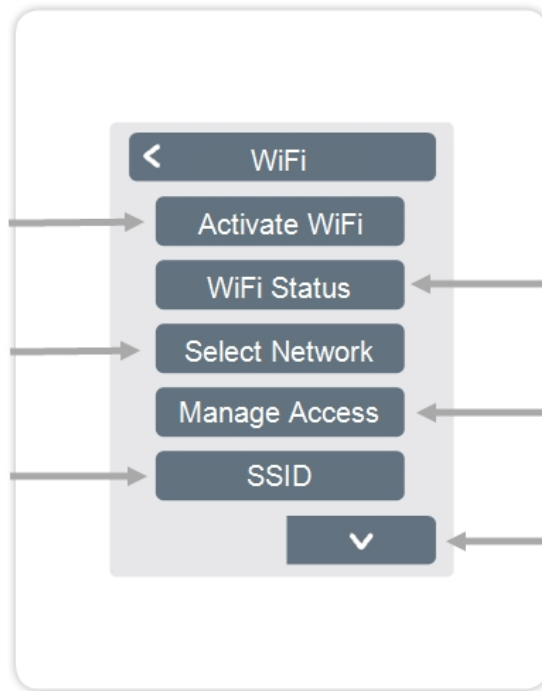 WiFi
Activate WiFi
WiFi Status
Select Network
Manage Access
SSID